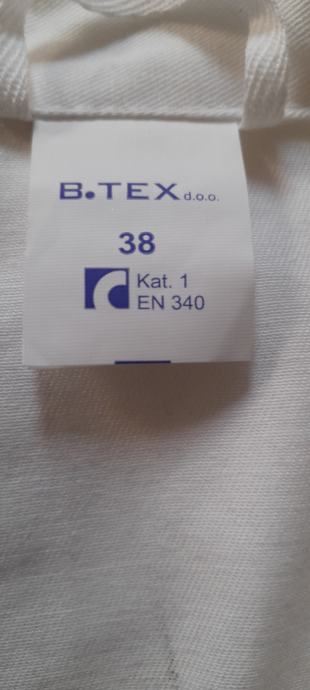 B.TEX d.o.o.
38
Kat. 1
EN 340